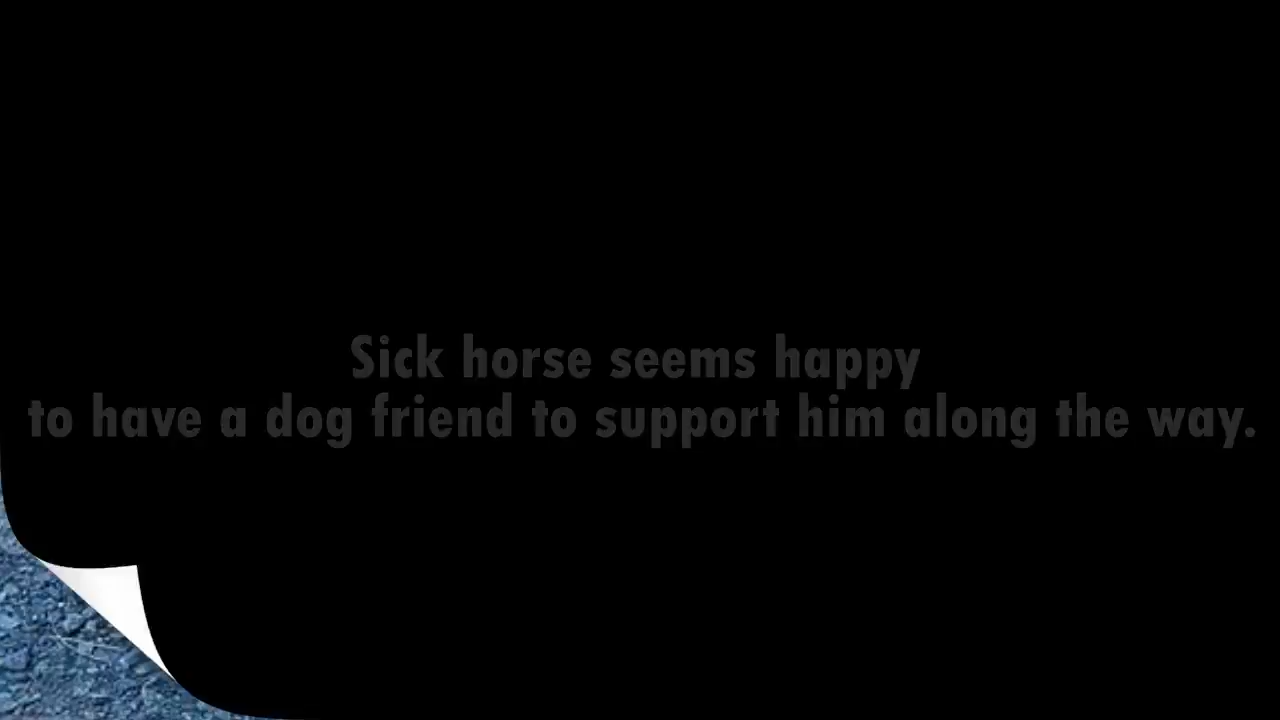 Sick horse seems happy
to have a dog friend to support him along the way.